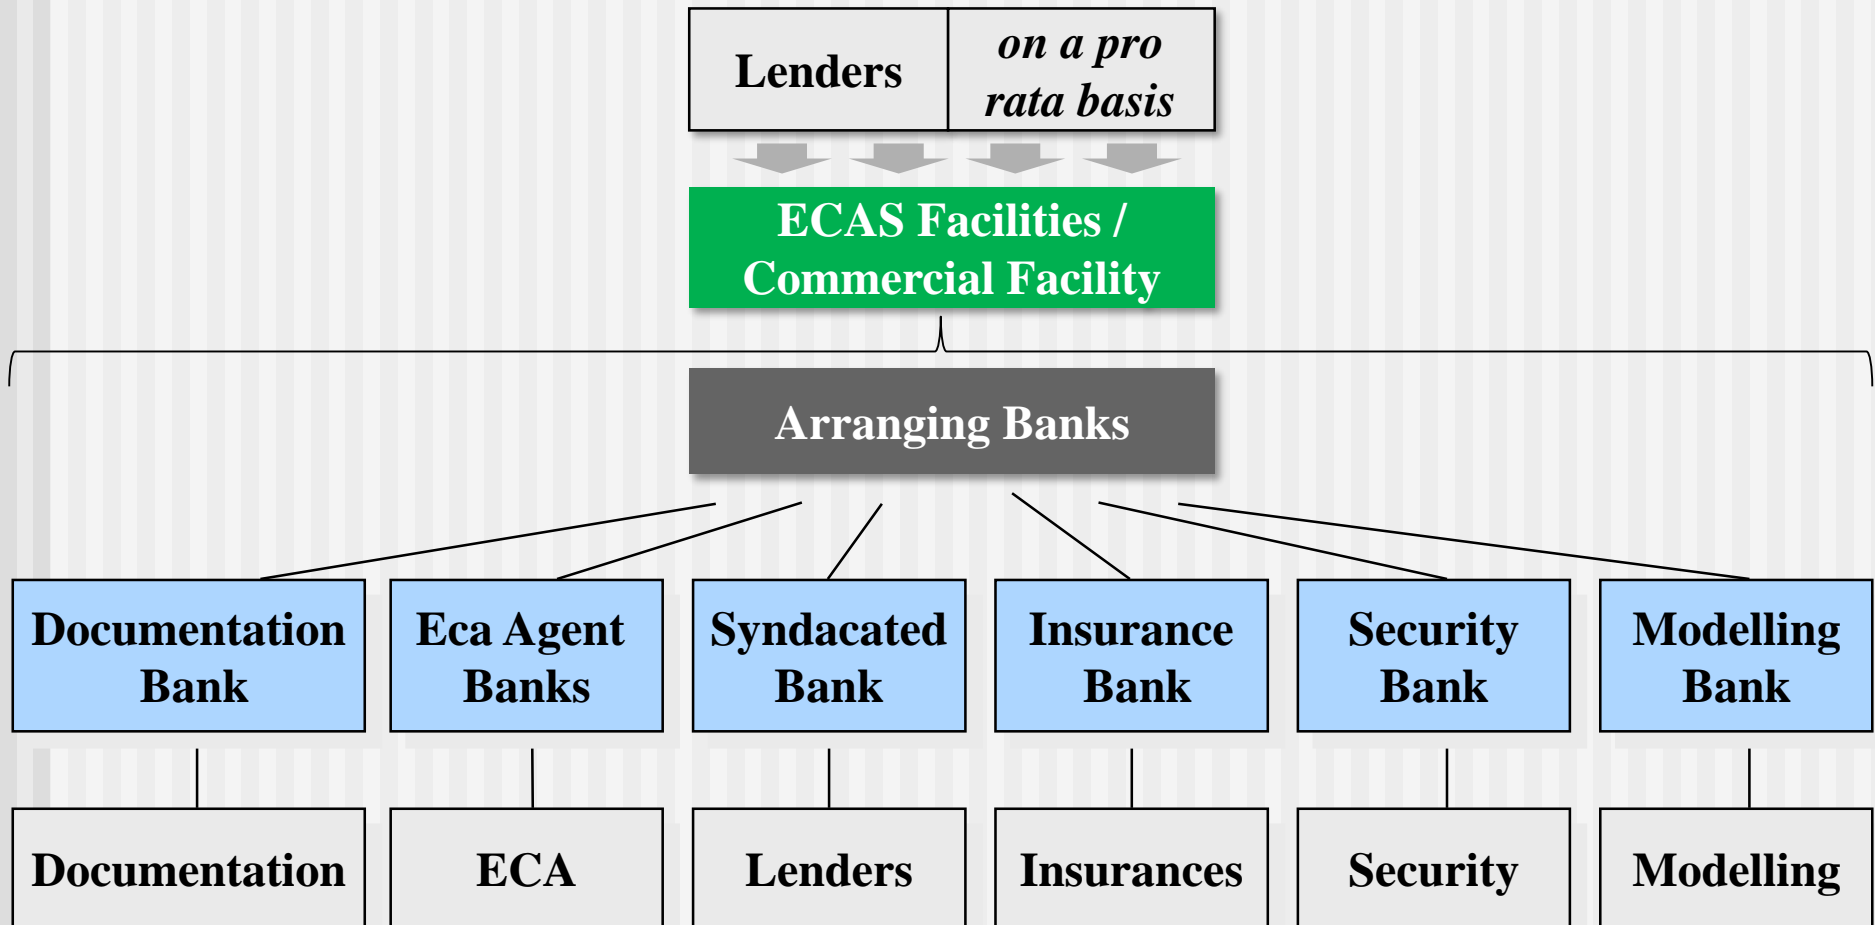 Lenders
on a pro
rata basis
ECAS Facilities /
Commercial Facility
Arranging Banks
Documentation
Bank
Eca Agent
Banks
Syndacated
Bank
Insurance
Bank
Security
Bank
Modelling
Bank
Documentation
ECA
Lenders
Insurances
Security
Modelling